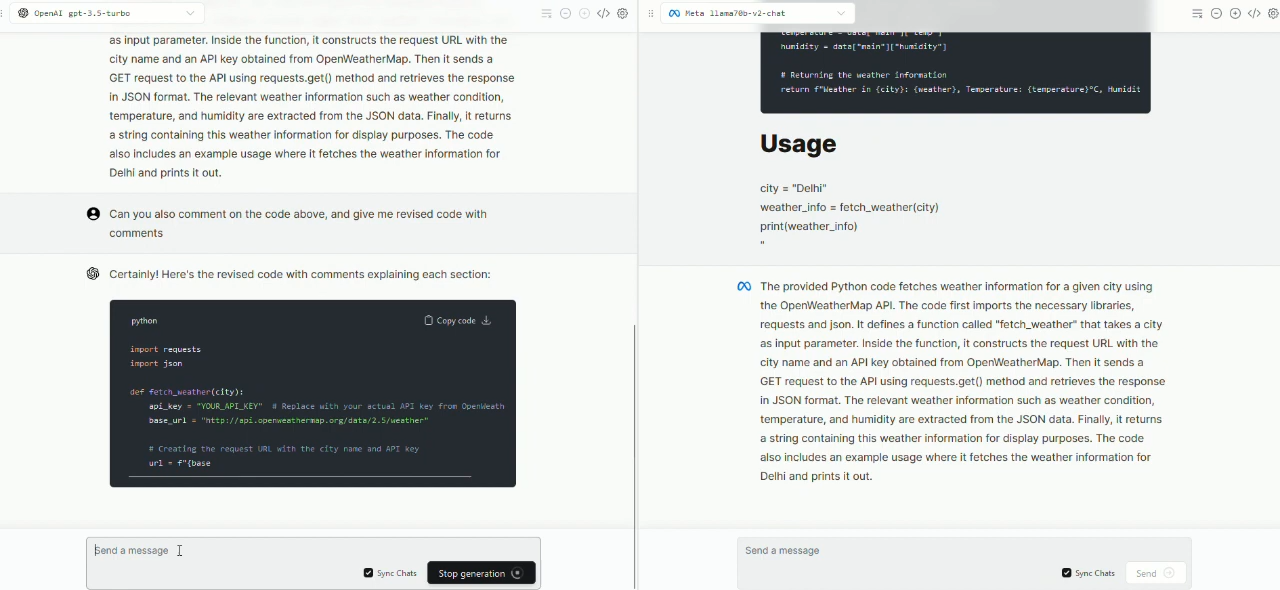 OpenAI gpt-3.5-turbo
as input parameter. Inside the function, it constructs the request URL with the
city name and an API key obtained from OpenWeatherMap. Then it sends a
GET request to the API using requests.get() method and retrieves the response
in JSON format. The relevant weather information such as weather condition,
temperature, and humidity are extracted from the JSON data. Finally, it returns
a string containing this weather information for display purposes. The code
also includes an example usage where it fetches the weather information for
Delhi and prints it out.
Can you also comment on the code above, and give me revised code with
comments
Certainly! Here's the revised code with comments explaining each section:
python
Copy code
import requests
import json
def fetch_weather(city):
api_key = "YOUR_API_KEY" # Replace with your actual API key from OpenWeath
base_url = "http://api.openweathermap.org/data/2.5/weather"
# Creating the request URL with the city name and API key
url = f"{base
Send a message
Sync Chats
Stop generation
Meta llama70b-v2-chat
temperature = data["main"]["temp"]
humidity = data["main"]["humidity"]
# Returning the weather information
return f"Weather in {city}: {weather}, Temperature: {temperature}°C, Humidit
Usage
city = "Delhi"
weather_info = fetch_weather(city)
print(weather_info)
"
The provided Python code fetches weather information for a given city using
the OpenWeatherMap API. The code first imports the necessary libraries,
requests and json. It defines a function called "fetch_weather" that takes a city
as input parameter. Inside the function, it constructs the request URL with the
city name and an API key obtained from OpenWeatherMap. Then it sends a
GET request to the API using requests.get() method and retrieves the response
in JSON format. The relevant weather information such as weather condition,
temperature, and humidity are extracted from the JSON data. Finally, it returns
a string containing this weather information for display purposes. The code
also includes an example usage where it fetches the weather information for
Delhi and prints it out.
Send a message
Sync Chats
Send